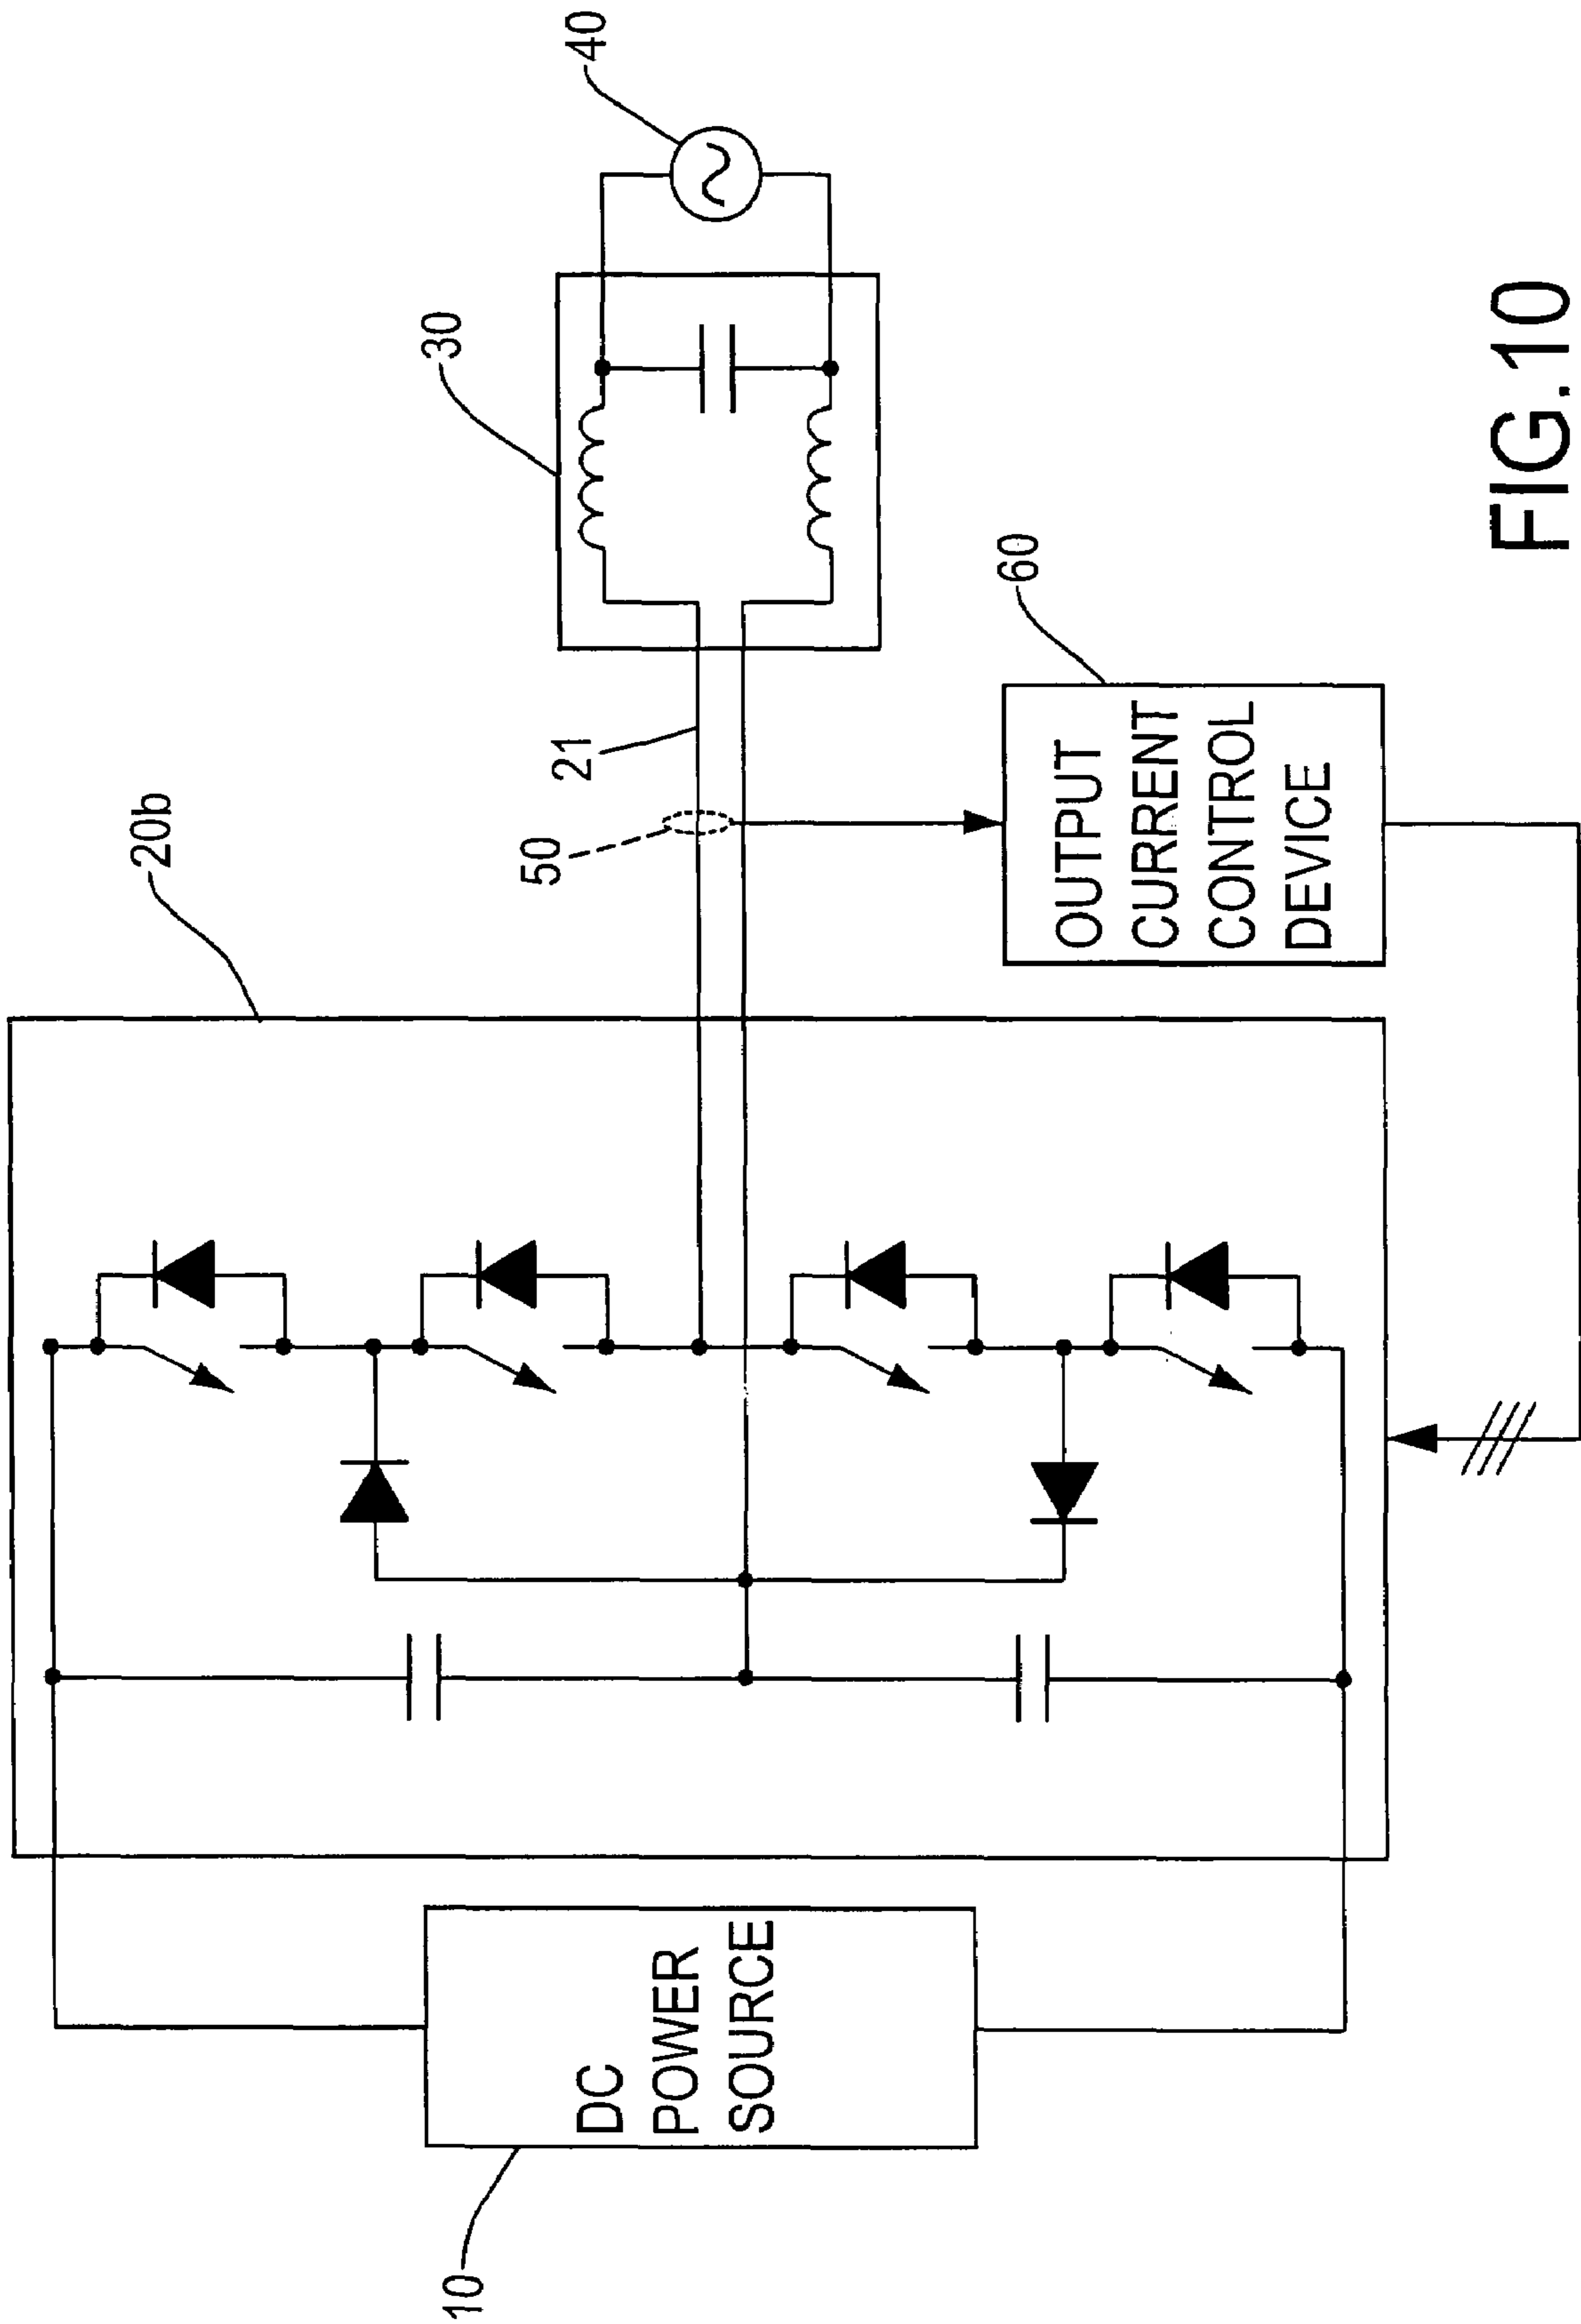 40
30
20b
21
50
60
OUTPUT
CURRENT
CONTROL
DEVICE
DC
POWER
SOURCE
10
FIG.10